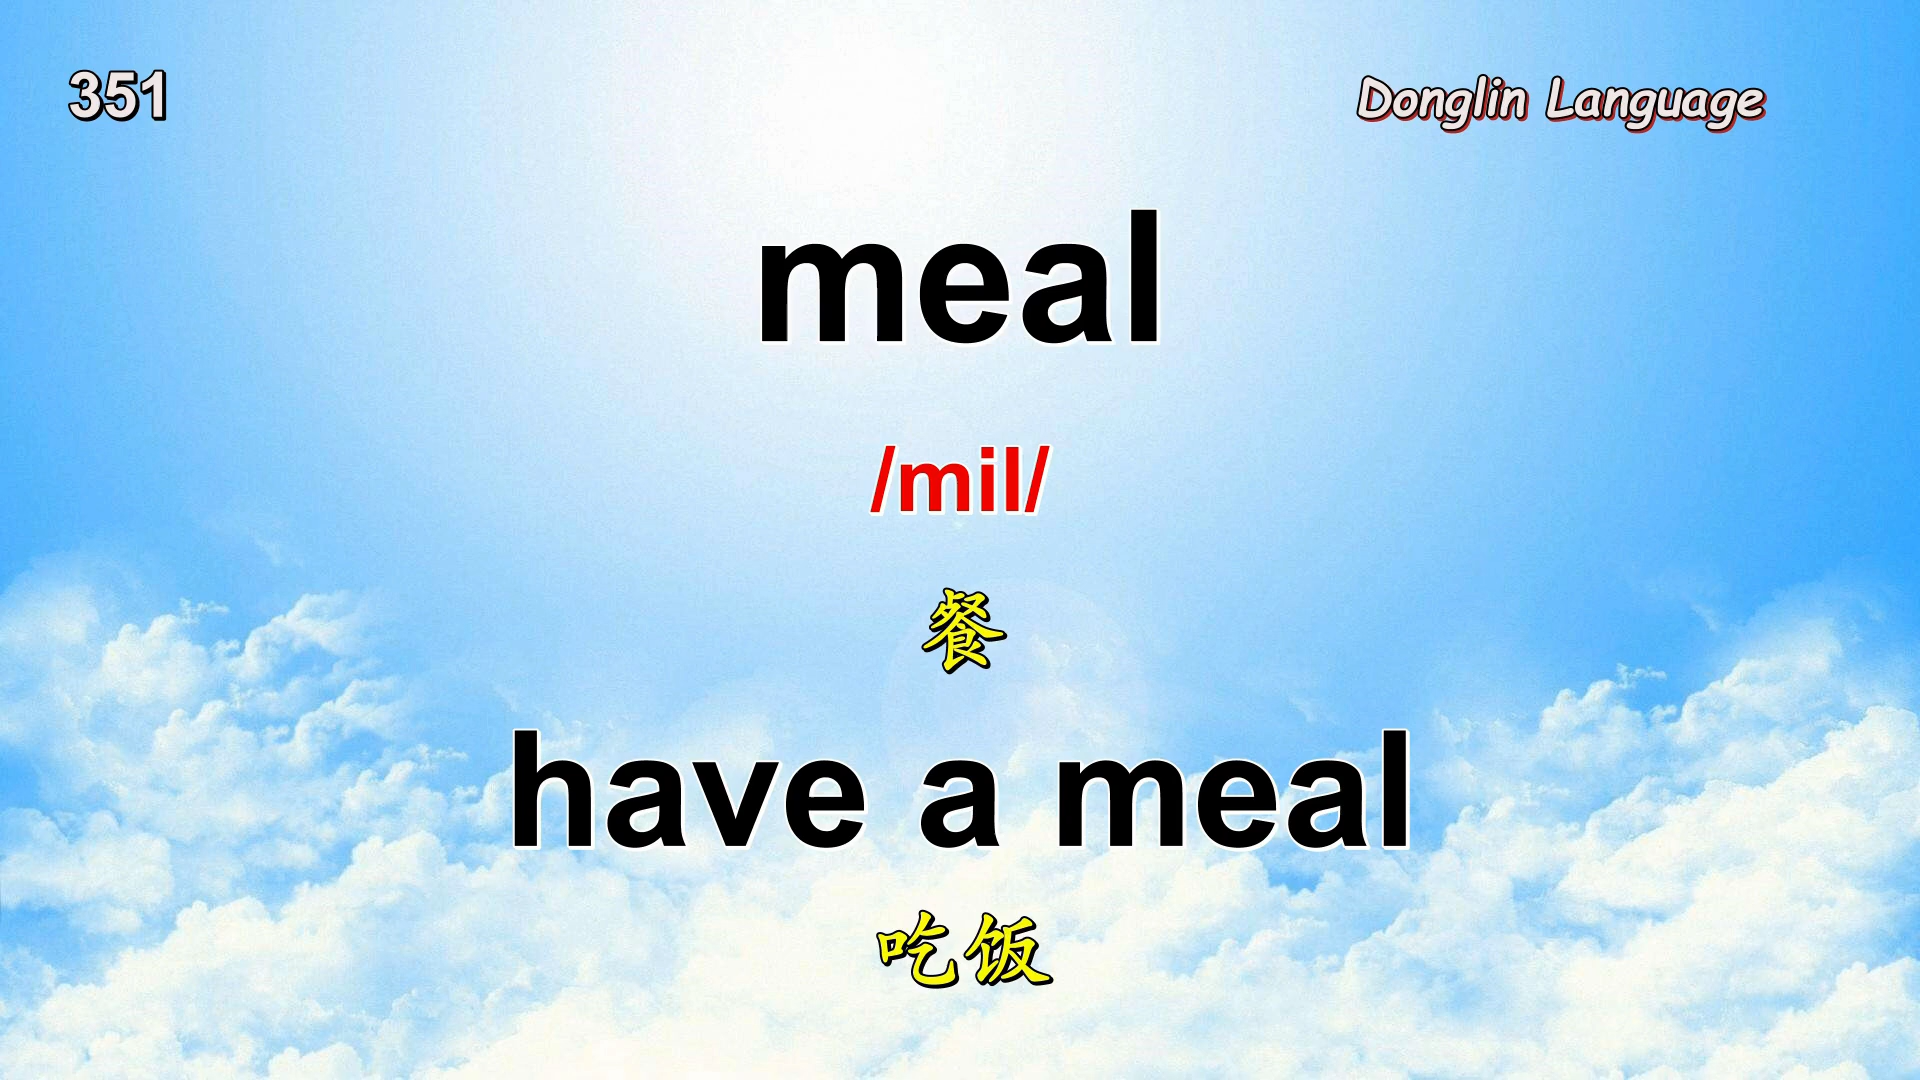 351
Donglin Language
meal
/mil/
餐
have a meal
吃饭